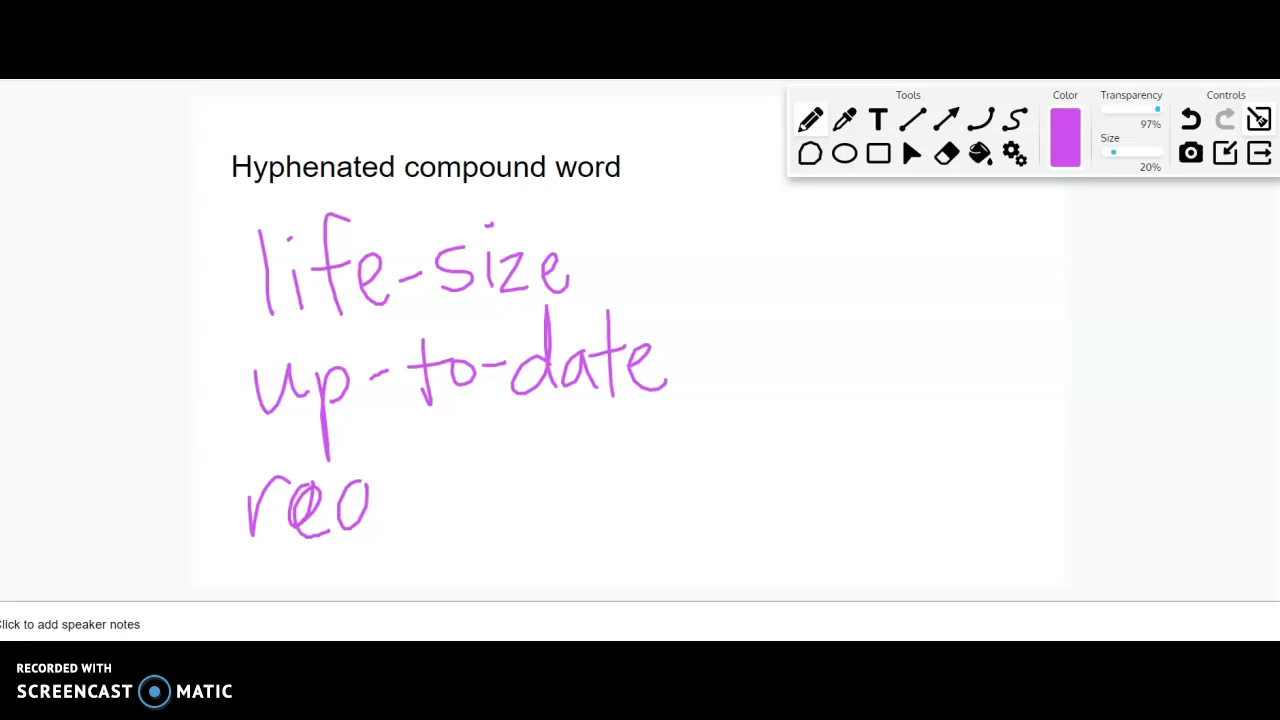 Tools
Color
Transparency
Controls
97%
Size
20%
Hyphenated compound word
life-size
up-to-date
reo
Click to add speaker notes
RECORDED WITH
SCREENCAST MATIC